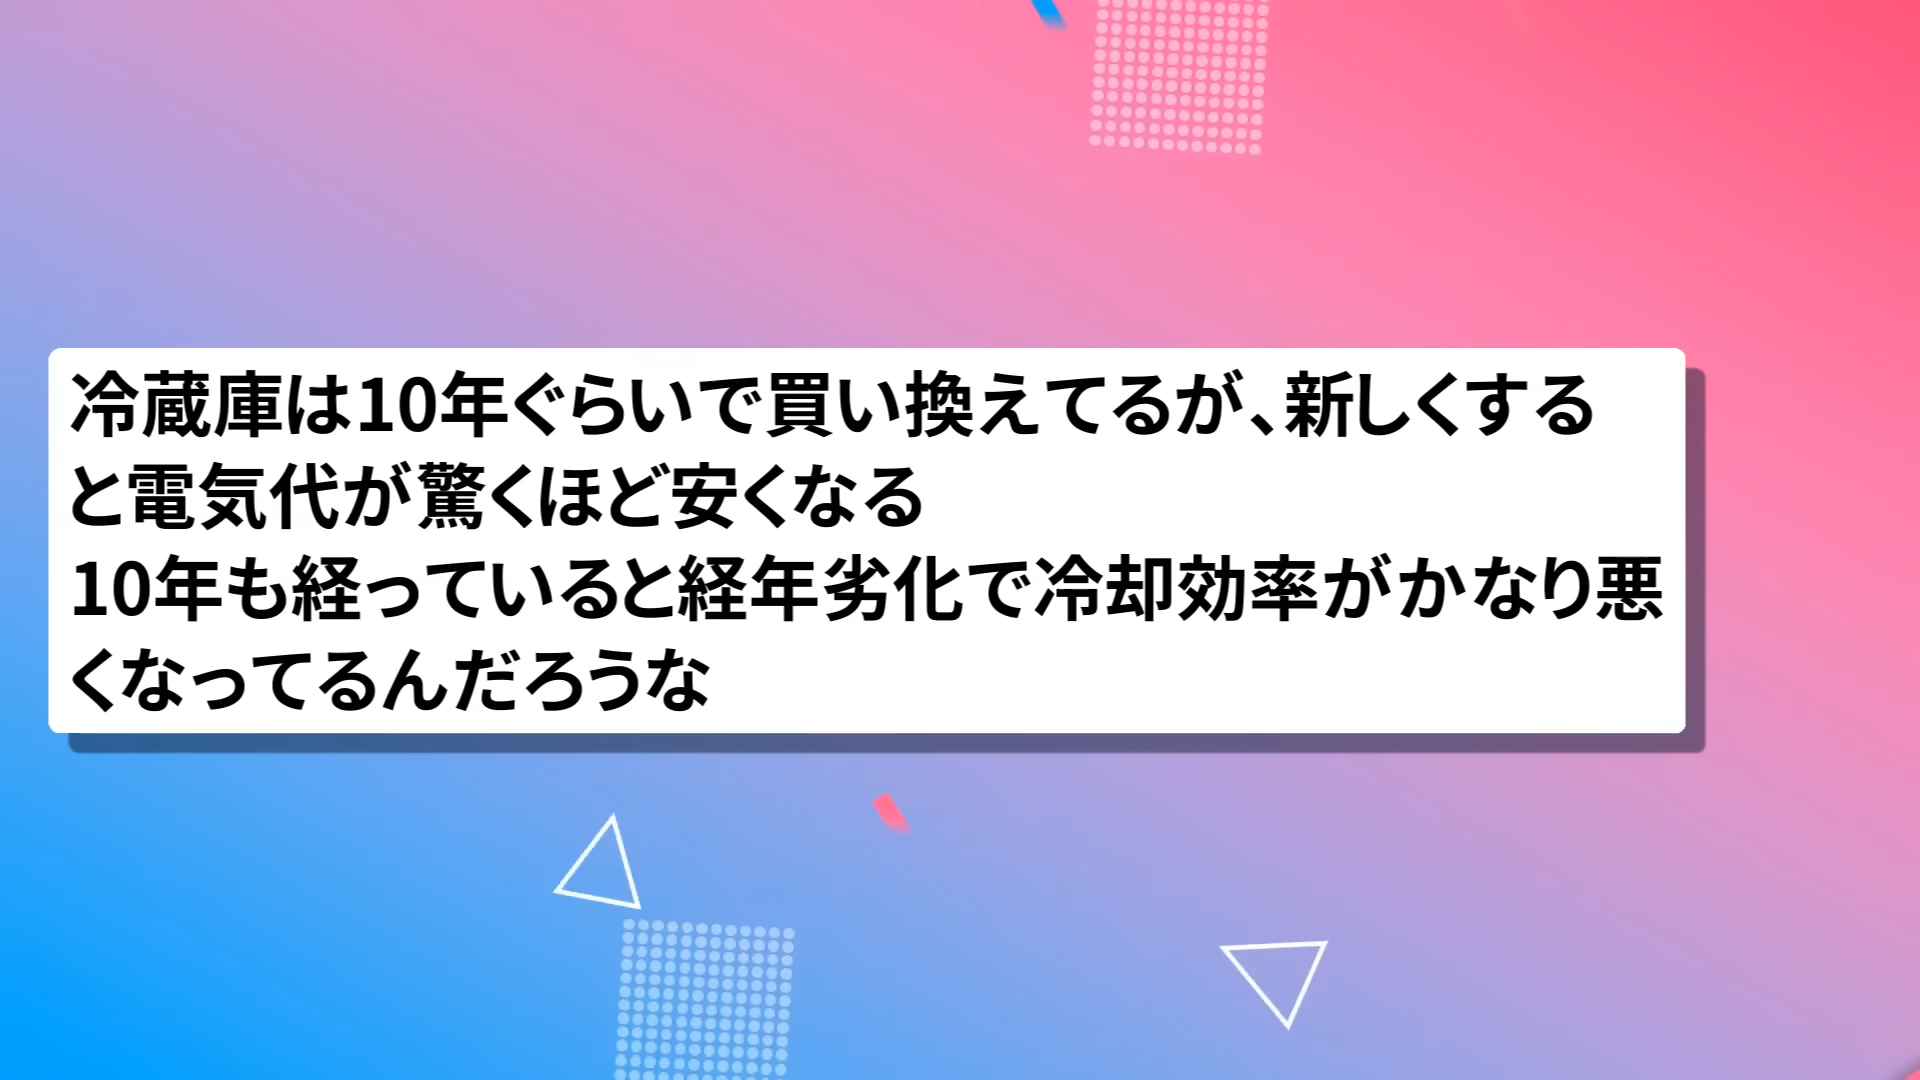 冷蔵庫は10年ぐらいで買い換えてるが、新しくする
と電気代が驚くほど安くなる
10年も経っていると経年劣化で冷却効率がかなり悪
くなってるんだろうな